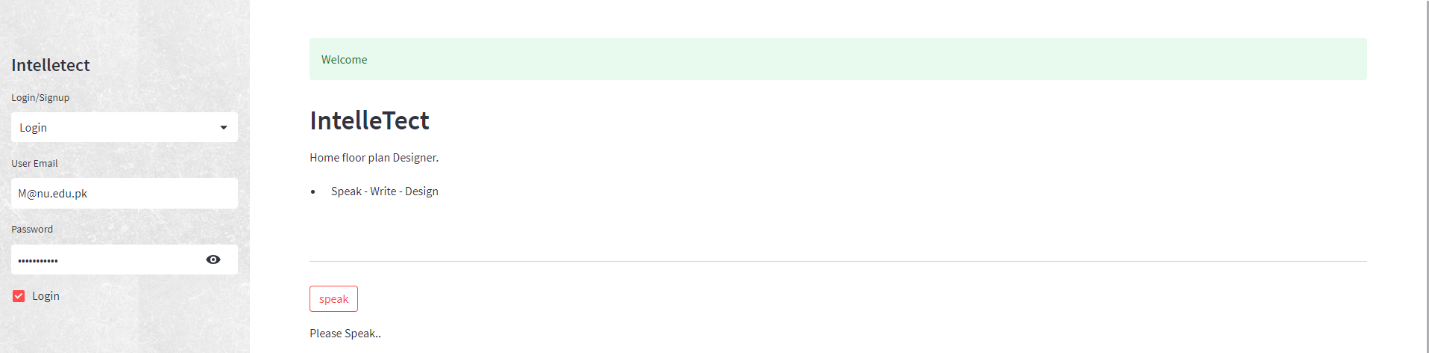 Intelletect
Login/Signup
Login
User Email
M@nu.edu.pk
Password
•••••••••••
Login
Welcome
IntelleTect
Home floor plan Designer.
• Speak - Write - Design
speak
Please Speak..